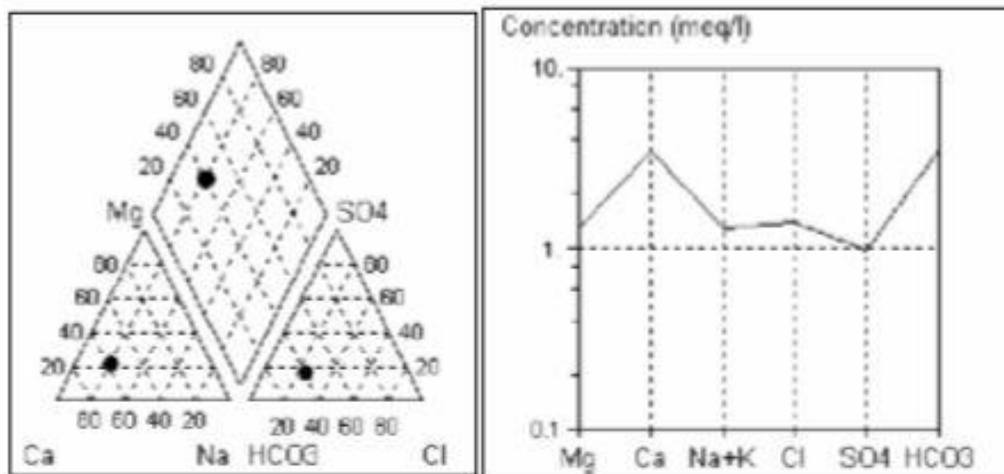 80 80
60 60
40 40
20 20
Mg SO4
80 80
60 60
40 40
20 20
80 60 40 20 20 40 60 80
Ca Na HCO3 Cl
Concentration (meq/l)
10.
1.
0.1
Mg Ca Na+K Cl SO4 HCO3